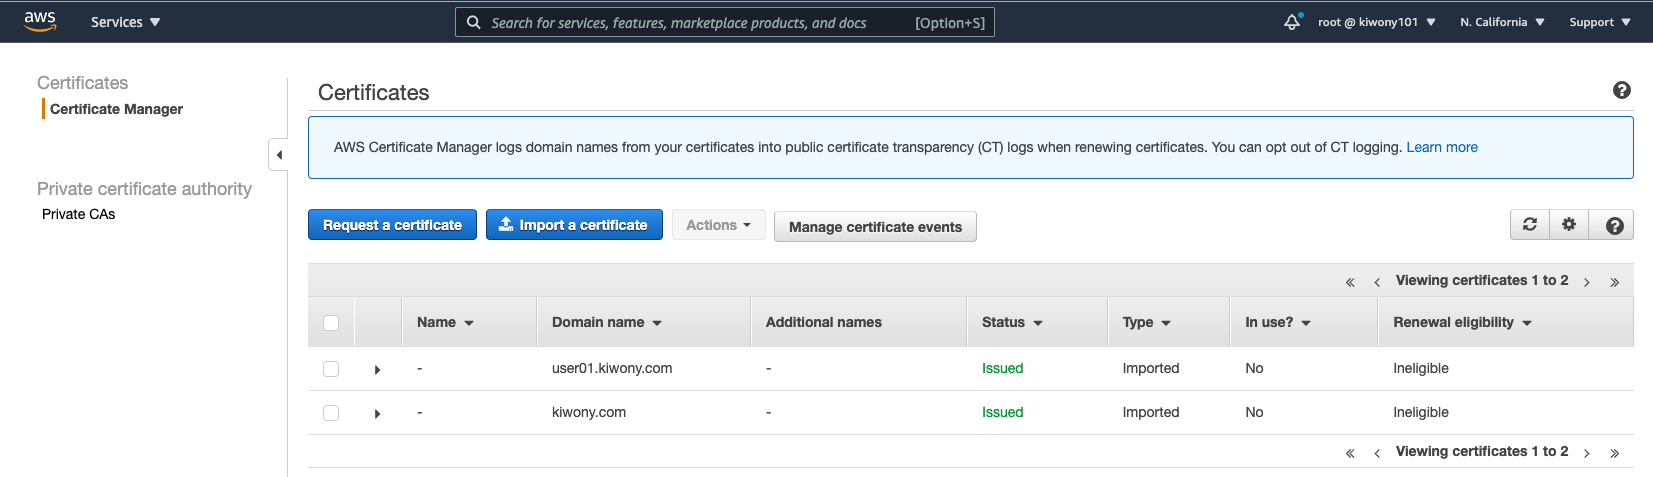 aws Services Search for services, features, marketplace products, and docs [Option+S] root @ kiwony101 N. California Support
Certificates
Certificate Manager
Private certificate authority
Private CAs
Certificates
AWS Certificate Manager logs domain names from your certificates into public certificate transparency (CT) logs when renewing certificates. You can opt out of CT logging. Learn more
Request a certificate Import a certificate Actions Manage certificate events
« ‹ Viewing certificates 1 to 2 › »
Name Domain name Additional names Status Type In use? Renewal eligibility
- user01.kiwony.com - Issued Imported No Ineligible
- kiwony.com - Issued Imported No Ineligible
« ‹ Viewing certificates 1 to 2 › »